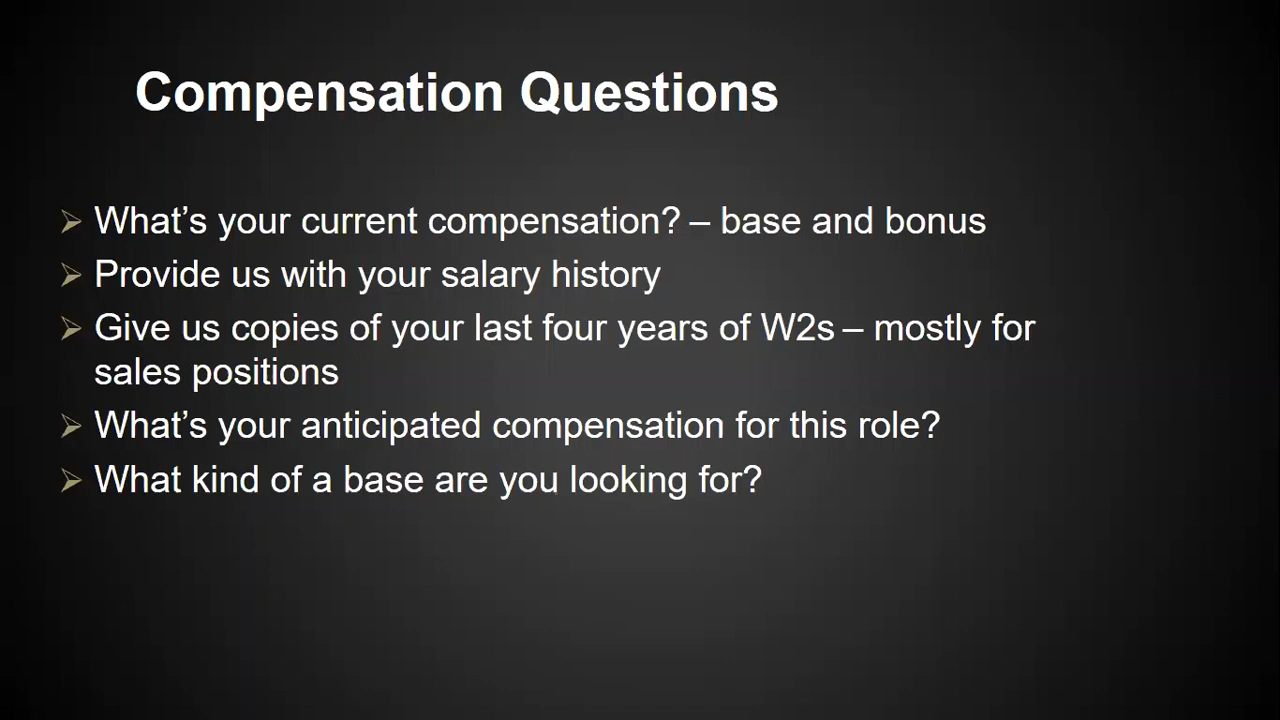 Compensation Questions
What’s your current compensation? – base and bonus
Provide us with your salary history
Give us copies of your last four years of W2s – mostly for
sales positions
What’s your anticipated compensation for this role?
What kind of a base are you looking for?